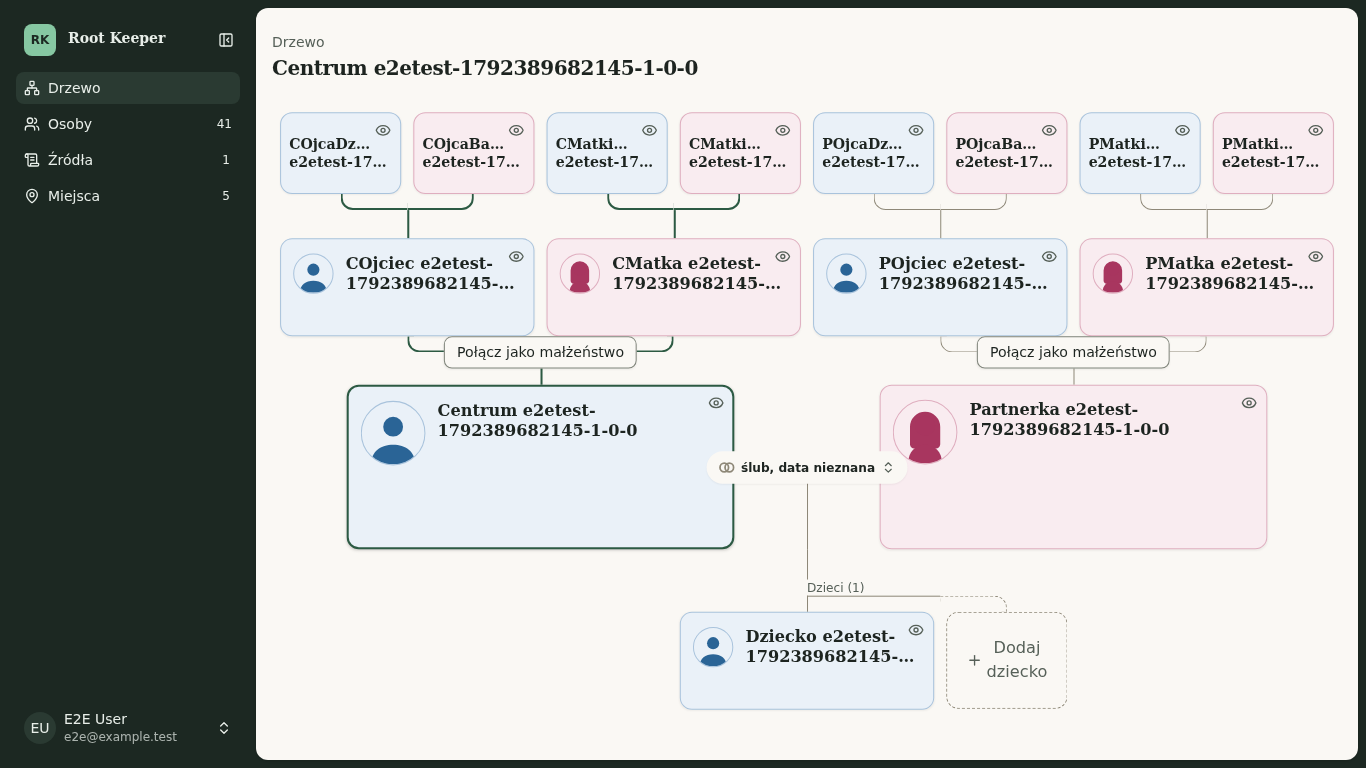 RK
Root Keeper
Drzewo
Osoby
41
Źródła
1
Miejsca
5
EU
E2E User
e2e@example.test
Drzewo
Centrum e2etest-1792389682145-1-0-0
COjcaDz...
e2etest-17...
COjcaBa...
e2etest-17...
CMatki...
e2etest-17...
CMatki...
e2etest-17...
POjcaDz...
e2etest-17...
POjcaBa...
e2etest-17...
PMatki...
e2etest-17...
PMatki...
e2etest-17...
COjciec e2etest-
1792389682145-...
CMatka e2etest-
1792389682145-...
POjciec e2etest-
1792389682145-...
PMatka e2etest-
1792389682145-...
Połącz jako małżeństwo
Połącz jako małżeństwo
Centrum e2etest-
1792389682145-1-0-0
Partnerka e2etest-
1792389682145-1-0-0
ślub, data nieznana
Dzieci (1)
Dziecko e2etest-
1792389682145-...
+ Dodaj
dziecko